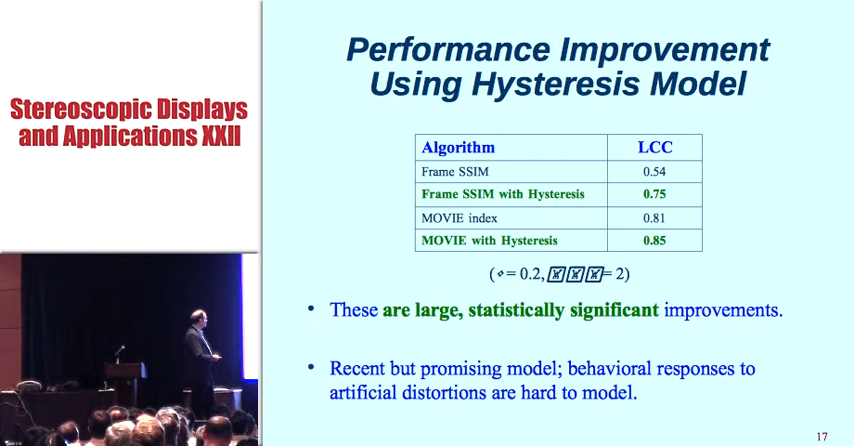 Stereoscopic Displays
and Applications XXII
Performance Improvement
Using Hysteresis Model
Algorithm LCC
Frame SSIM 0.54
Frame SSIM with Hysteresis 0.75
MOVIE index 0.81
MOVIE with Hysteresis 0.85
(= 0.2, = 2)
• These are large, statistically significant improvements.
• Recent but promising model; behavioral responses to
artificial distortions are hard to model.
17